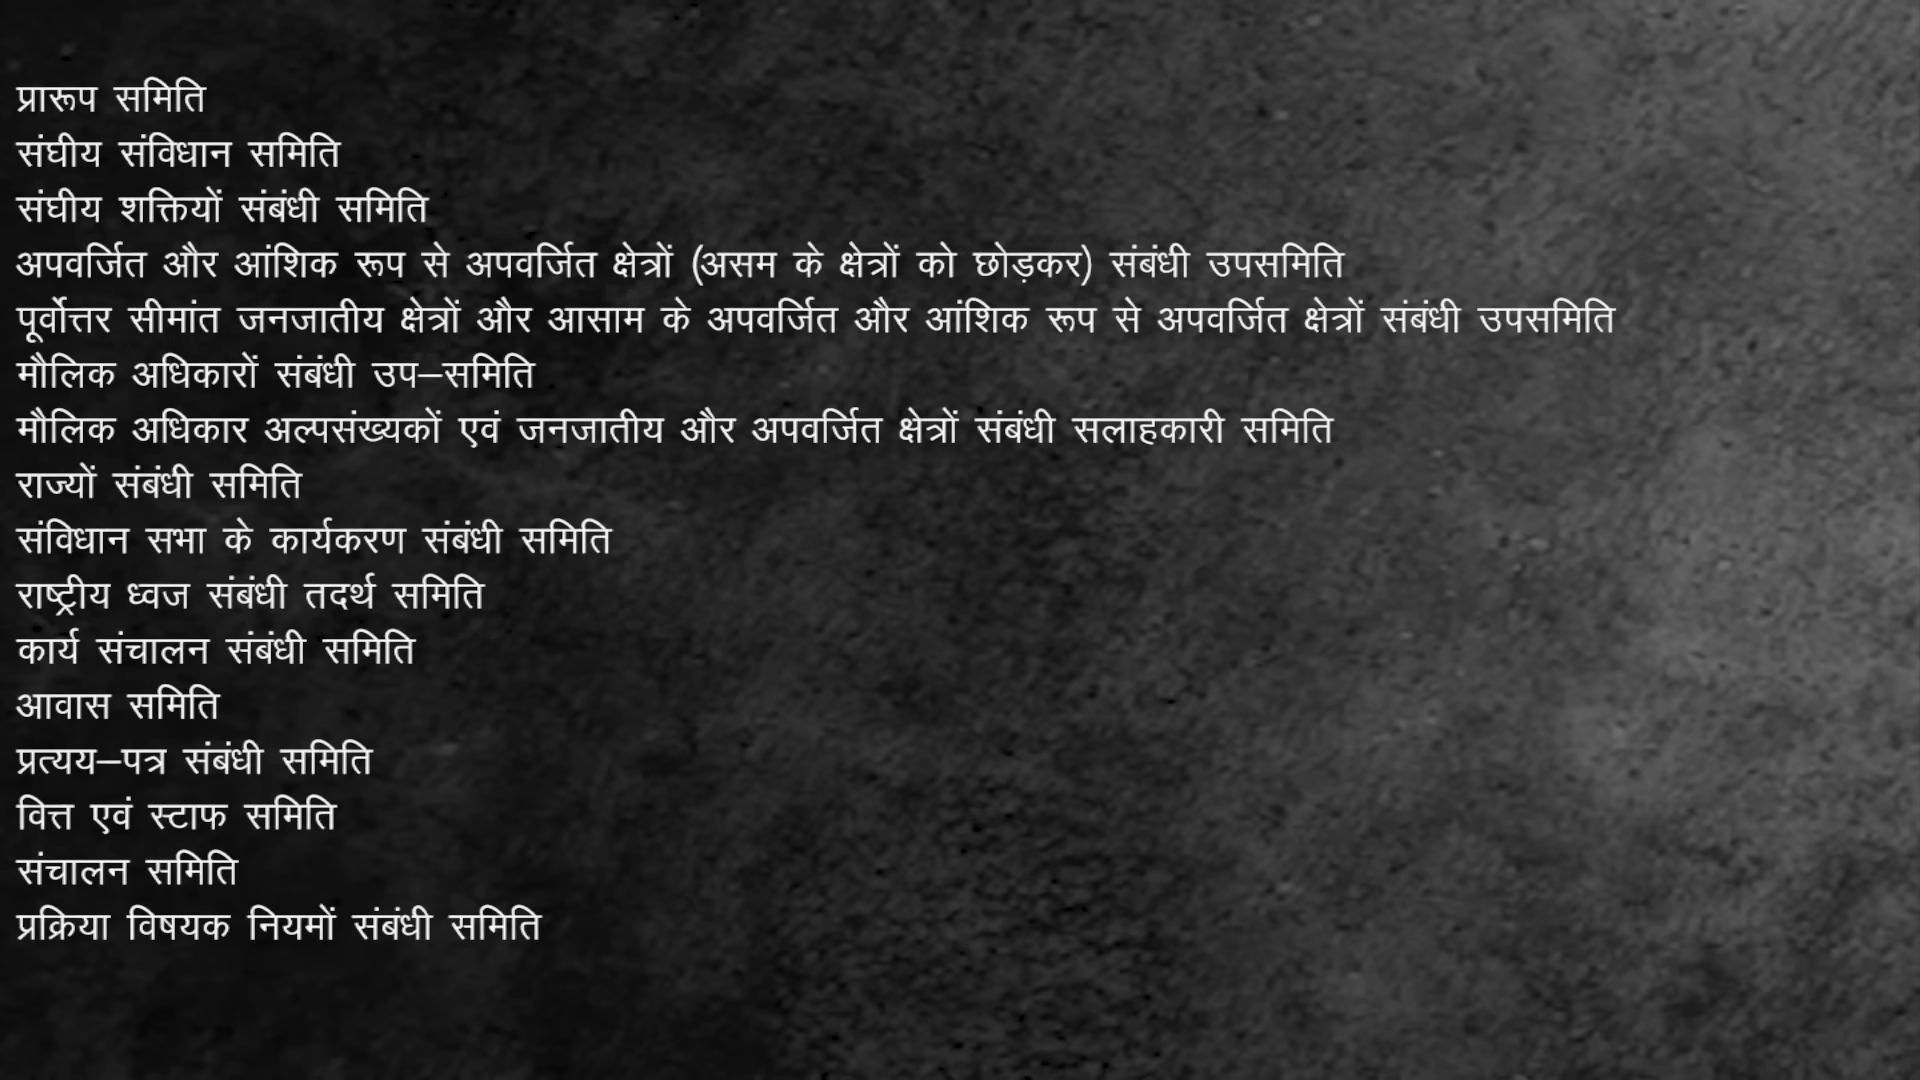 प्रारूप समिति
संघीय संविधान समिति
संघीय शक्तियों संबंधी समिति
अपवर्जित और आंशिक रूप से अपवर्जित क्षेत्रों (असम के क्षेत्रों को छोड़कर) संबंधी उपसमिति
पूर्वोत्तर सीमांत जनजातीय क्षेत्रों और आसाम के अपवर्जित और आंशिक रूप से अपवर्जित क्षेत्रों संबंधी उपसमिति
मौलिक अधिकारों संबंधी उप–समिति
मौलिक अधिकार अल्पसंख्यकों एवं जनजातीय और अपवर्जित क्षेत्रों संबंधी सलाहकारी समिति
राज्यों संबंधी समिति
संविधान सभा के कार्यकरण संबंधी समिति
राष्ट्रीय ध्वज संबंधी तदर्थ समिति
कार्य संचालन संबंधी समिति
आवास समिति
प्रत्यय–पत्र संबंधी समिति
वित्त एवं स्टाफ समिति
संचालन समिति
प्रक्रिया विषयक नियमों संबंधी समिति